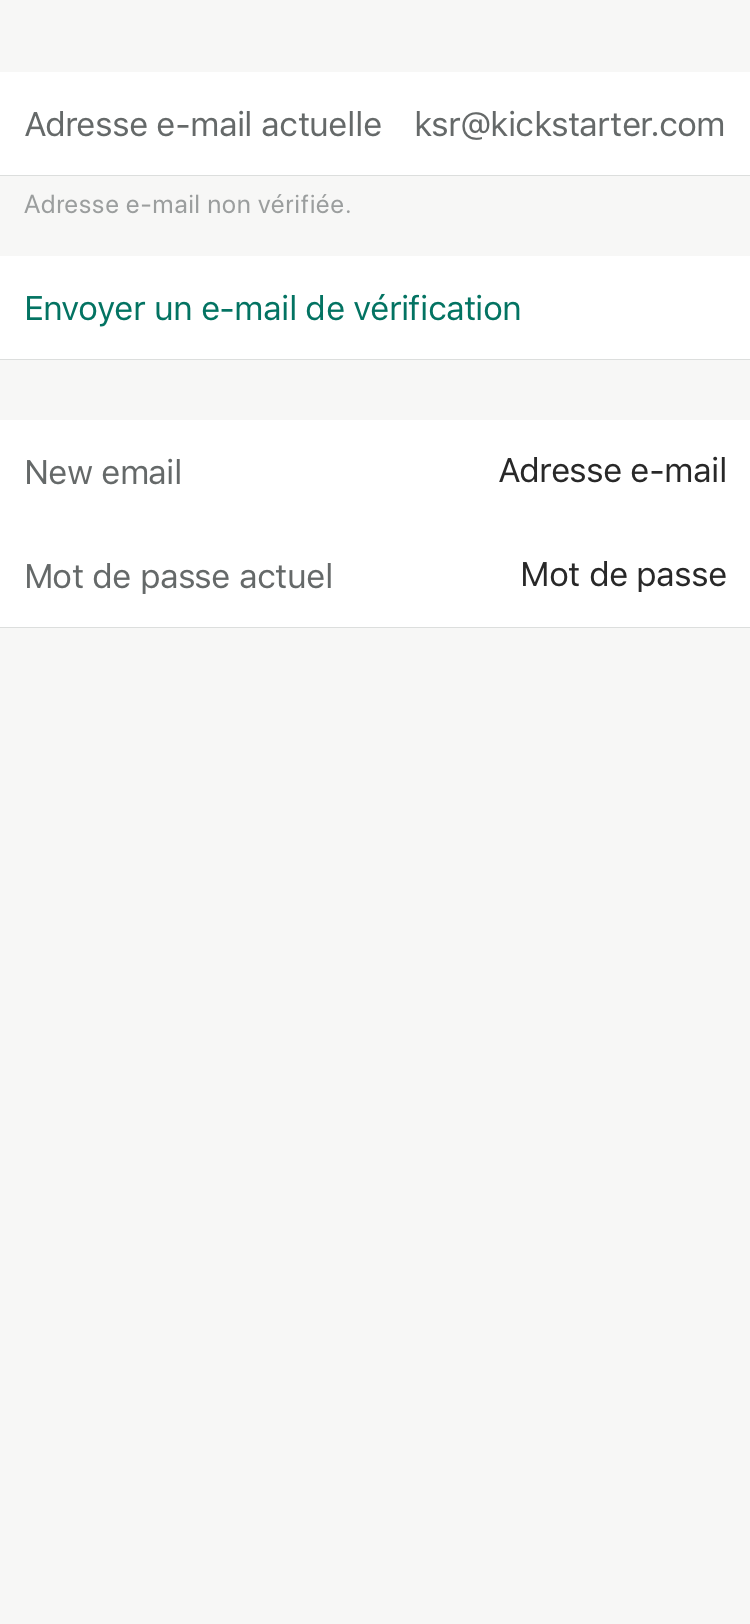 Adresse e-mail actuelle ksr@kickstarter.com
Adresse e-mail non vérifiée.
Envoyer un e-mail de vérification
New email Adresse e-mail
Mot de passe actuel Mot de passe